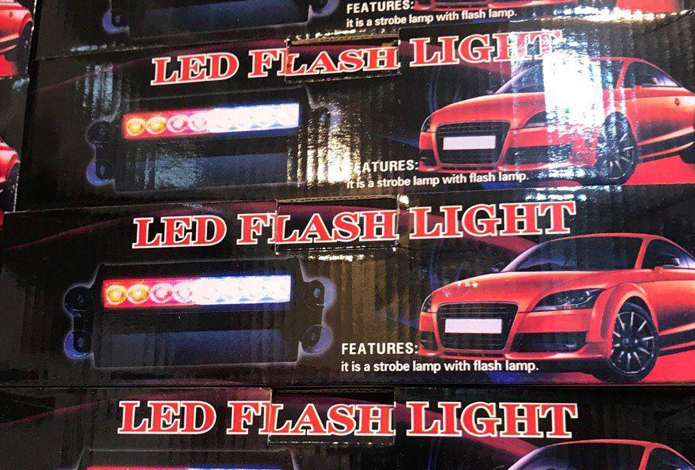 FEATURES:
it is a strobe lamp with flash lamp.
LED FLASH LIGHT
FEATURES:
it is a strobe lamp with flash lamp.
LED FLASH LIGHT
FEATURES:
it is a strobe lamp with flash lamp.
LED FLASH LIGHT